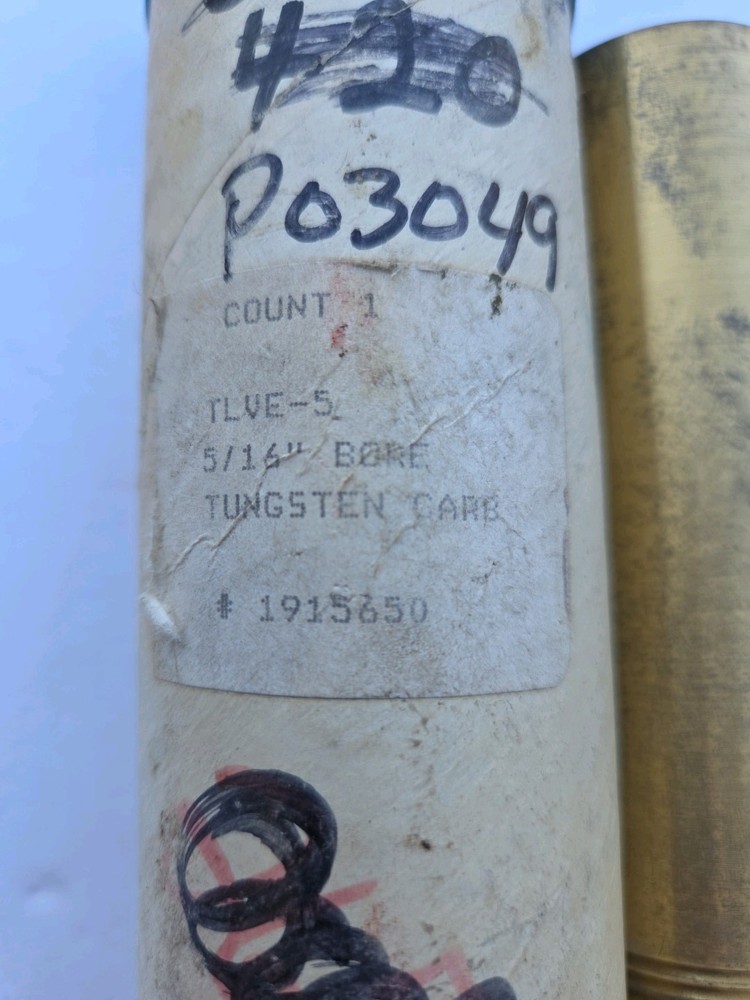 420
P03049
COUNT 1
TLVE-5
5/16" BORE
TUNGSTEN CARB
# 1915650